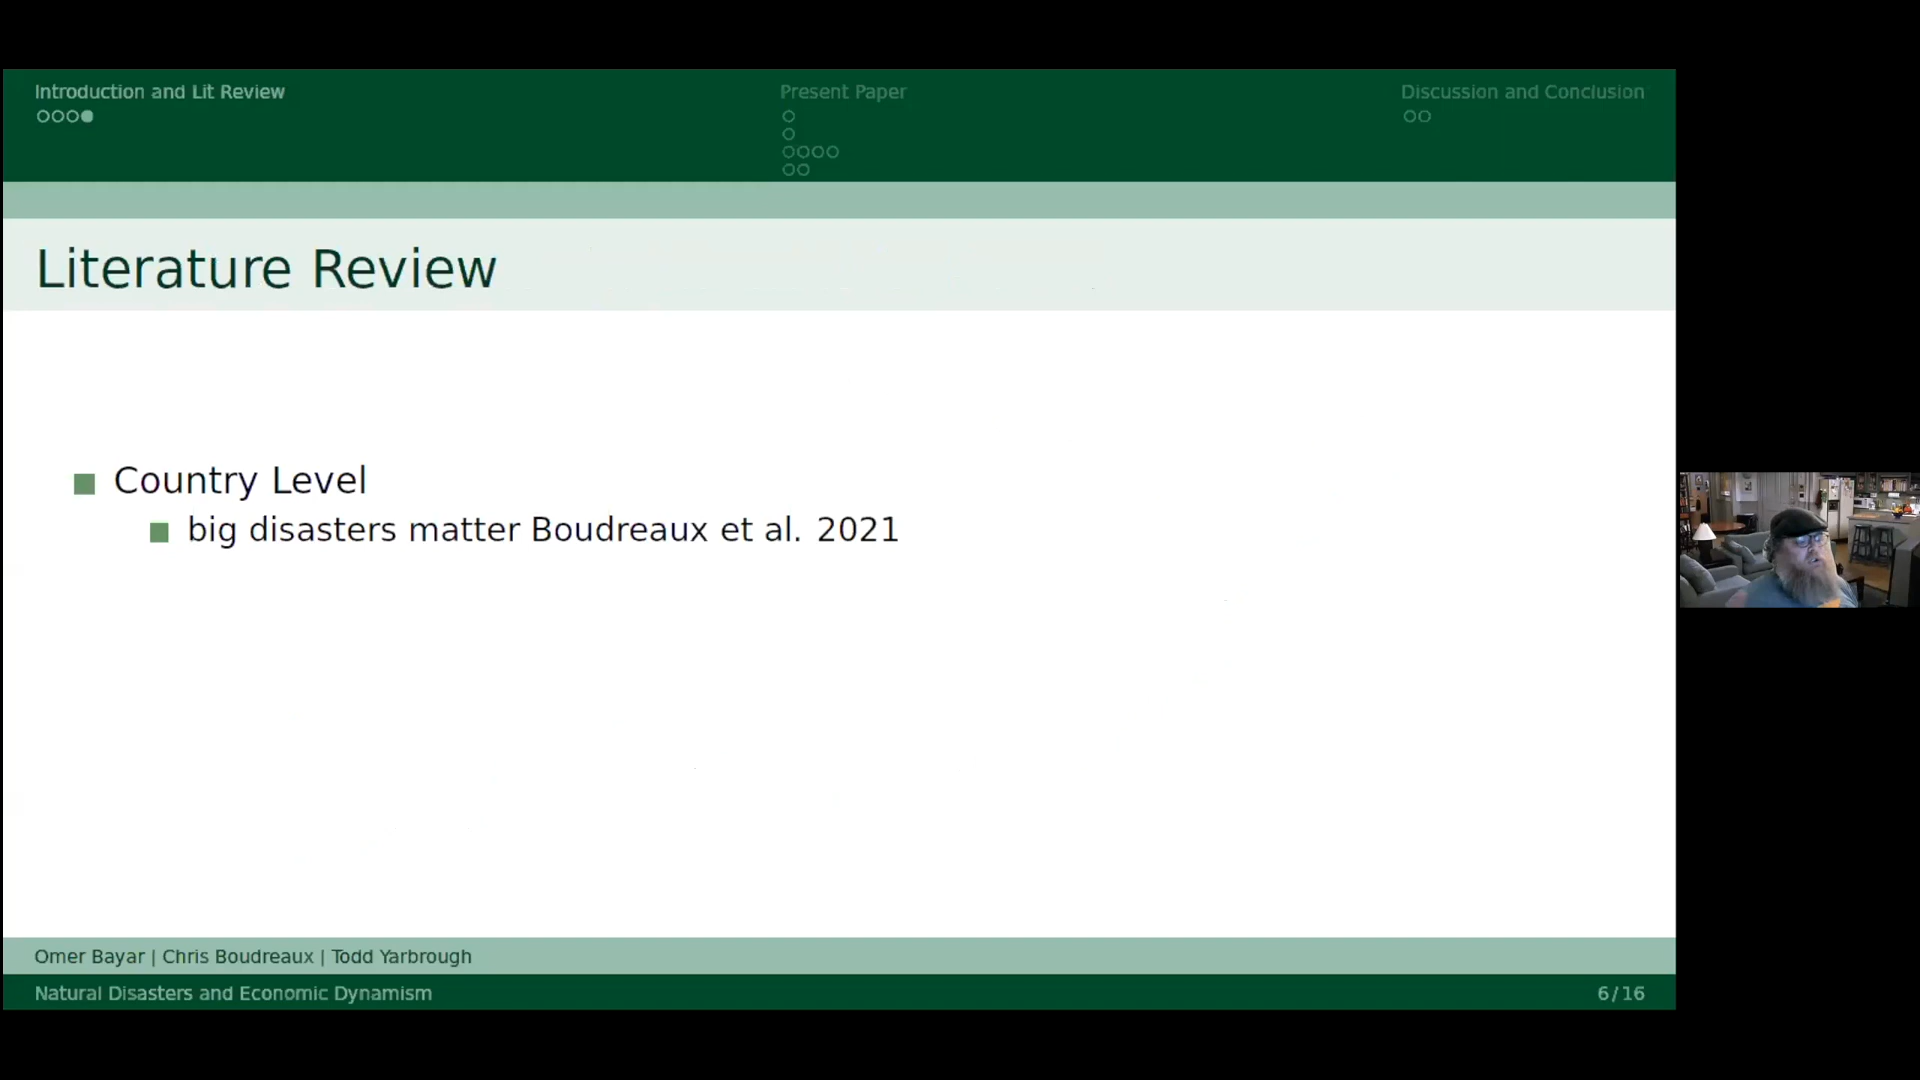 Introduction and Lit Review
Present Paper
Discussion and Conclusion
Literature Review
Country Level
big disasters matter Boudreaux et al. 2021
Omer Bayar | Chris Boudreaux | Todd Yarbrough
Natural Disasters and Economic Dynamism
6/16